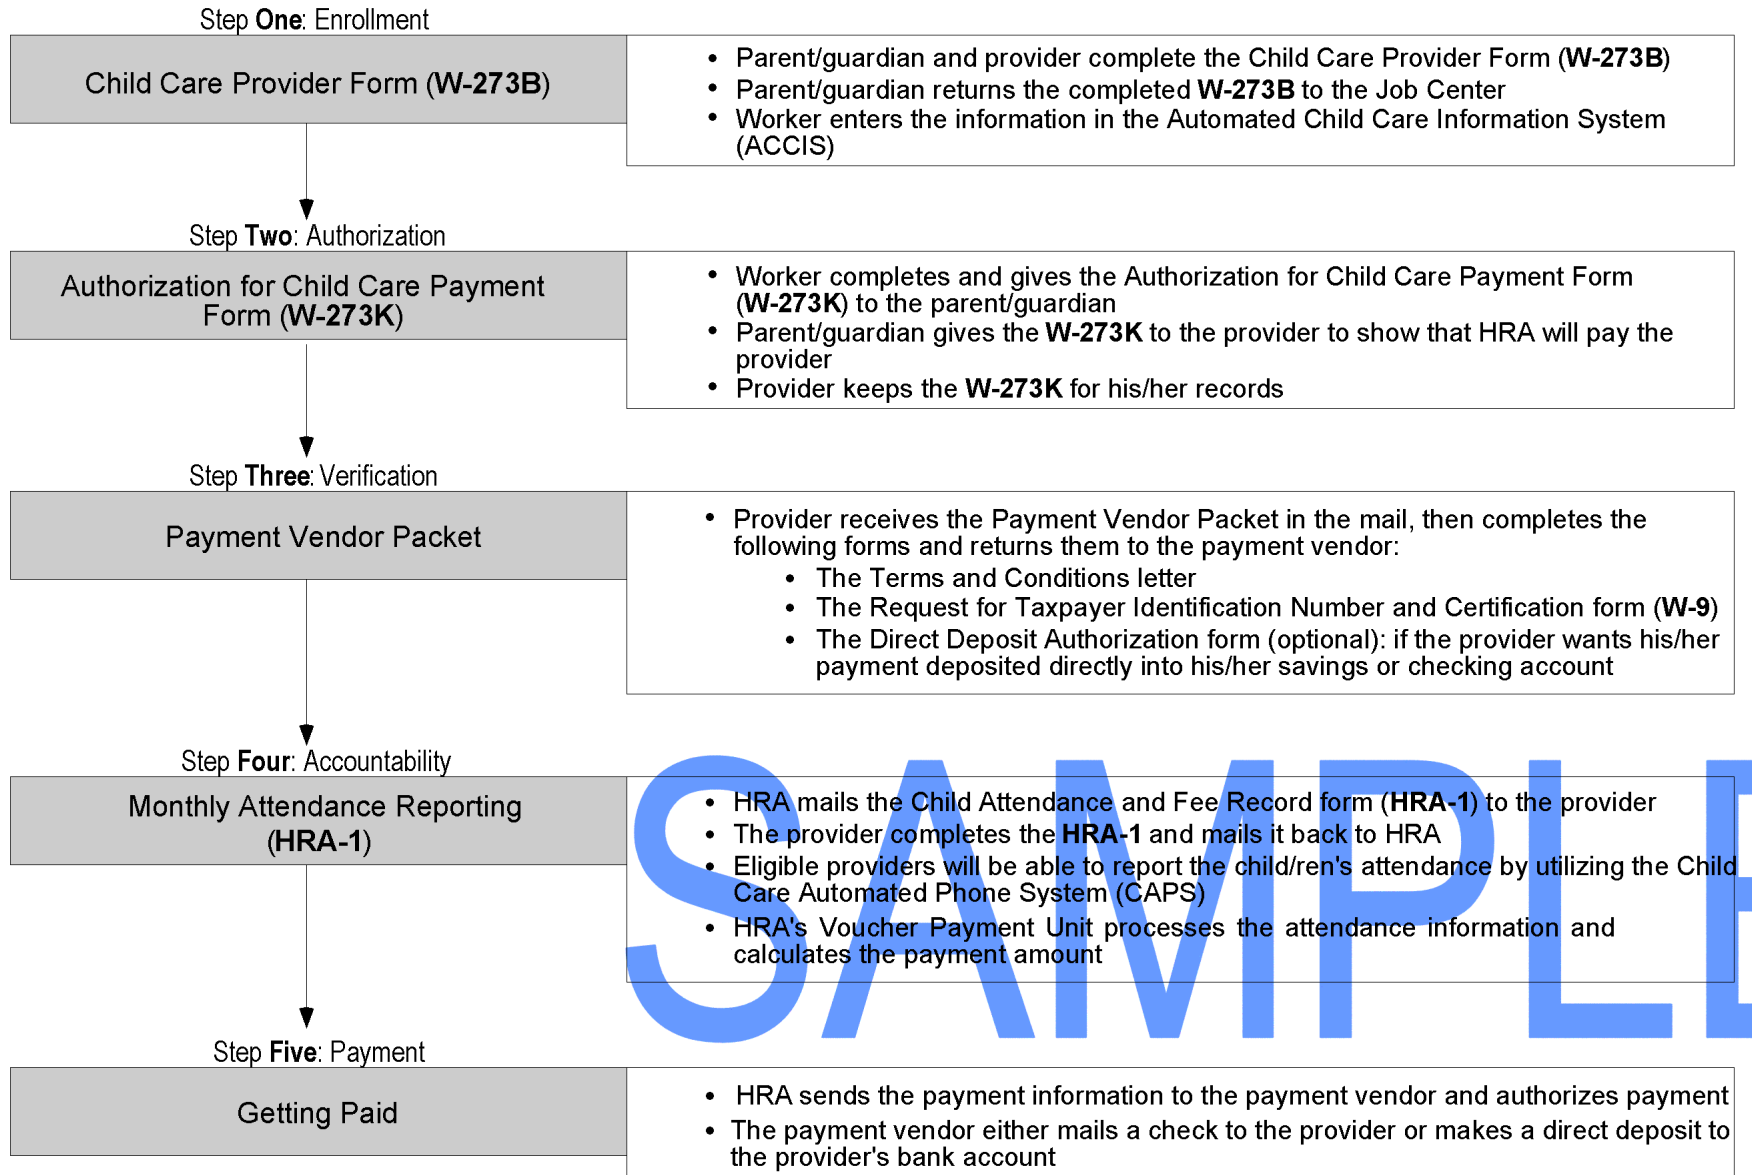 Step One: Enrollment
Child Care Provider Form (W-273B)
• Parent/guardian and provider complete the Child Care Provider Form (W-273B)
• Parent/guardian returns the completed W-273B to the Job Center
• Worker enters the information in the Automated Child Care Information System
(ACCIS)
Step Two: Authorization
Authorization for Child Care Payment
Form (W-273K)
• Worker completes and gives the Authorization for Child Care Payment Form
(W-273K) to the parent/guardian
• Parent/guardian gives the W-273K to the provider to show that HRA will pay the
provider
• Provider keeps the W-273K for his/her records
Step Three: Verification
Payment Vendor Packet
• Provider receives the Payment Vendor Packet in the mail, then completes the
following forms and returns them to the payment vendor:
• The Terms and Conditions letter
• The Request for Taxpayer Identification Number and Certification form (W-9)
• The Direct Deposit Authorization form (optional): if the provider wants his/her
payment deposited directly into his/her savings or checking account
Step Four: Accountability
Monthly Attendance Reporting
(HRA-1)
• HRA mails the Child Attendance and Fee Record form (HRA-1) to the provider
• The provider completes the HRA-1 and mails it back to HRA
• Eligible providers will be able to report the child/ren's attendance by utilizing the Child
Care Automated Phone System (CAPS)
• HRA's Voucher Payment Unit processes the attendance information and
calculates the payment amount
SAMPLE
Step Five: Payment
Getting Paid
• HRA sends the payment information to the payment vendor and authorizes payment
• The payment vendor either mails a check to the provider or makes a direct deposit to
the provider's bank account